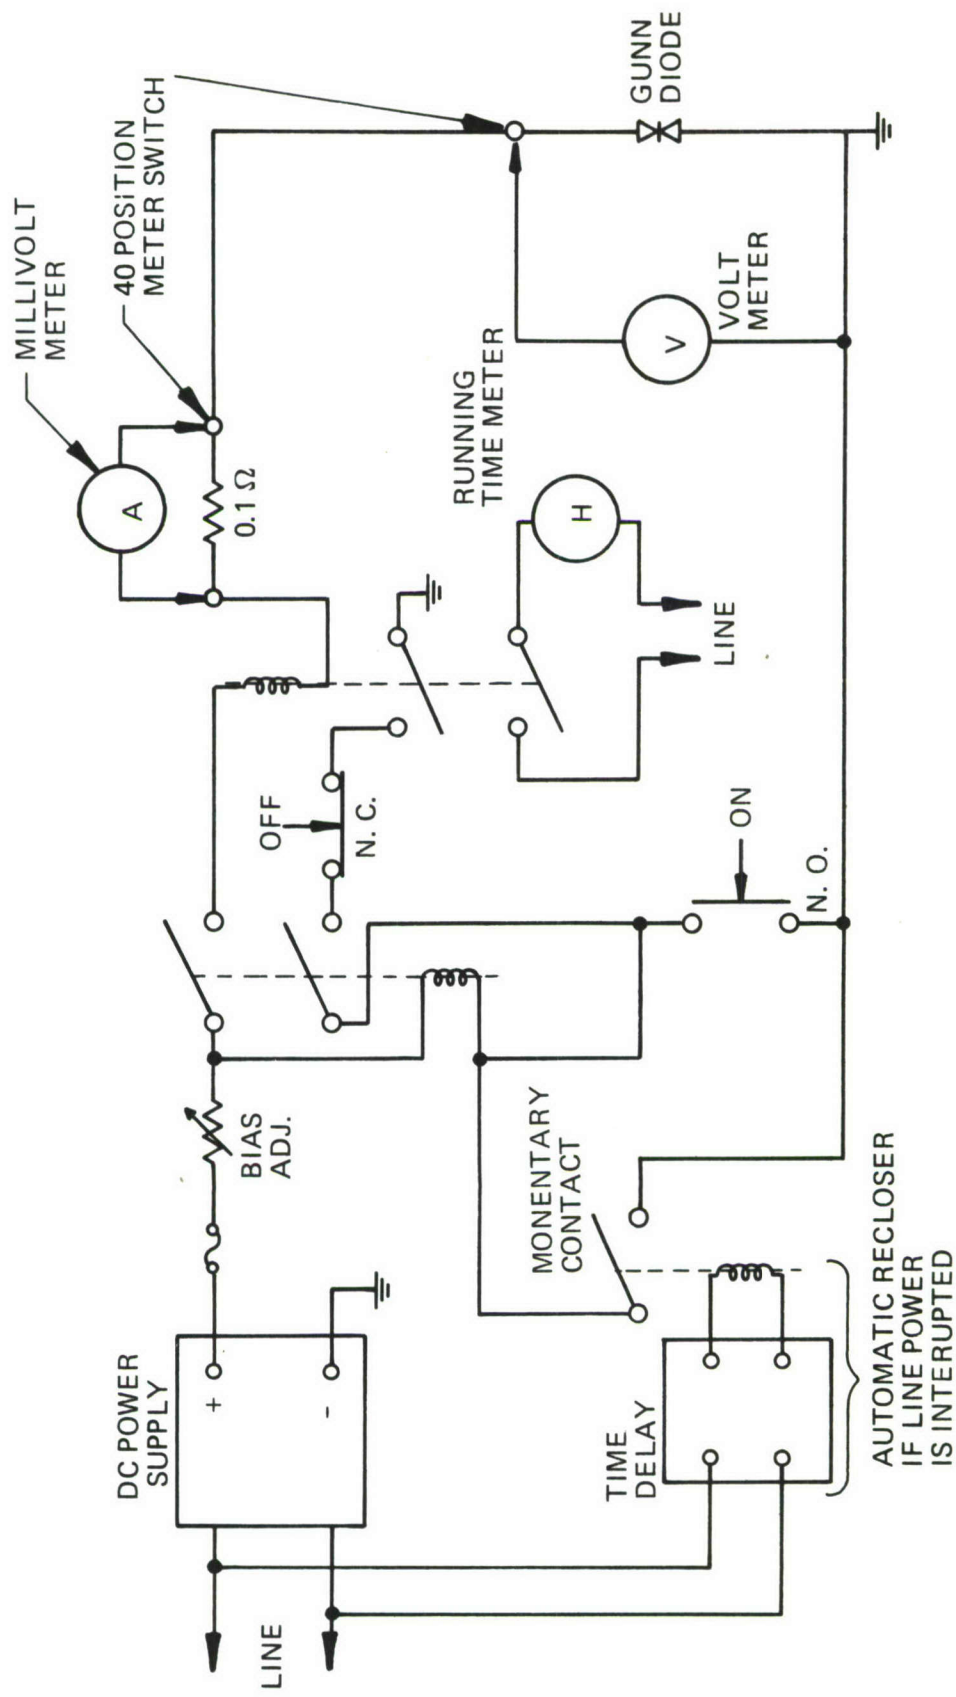 MILLIVOLT
METER
40 POSITION
METER SWITCH
A
0.1 Ω
GUNN
DIODE
DC POWER
SUPPLY
+
-
BIAS
ADJ.
OFF
N. C.
RUNNING
TIME METER
H
LINE
V
VOLT
METER
LINE
MONENTARY
CONTACT
ON
N. O.
TIME
DELAY
AUTOMATIC RECLOSER
IF LINE POWER
IS INTERUPTED